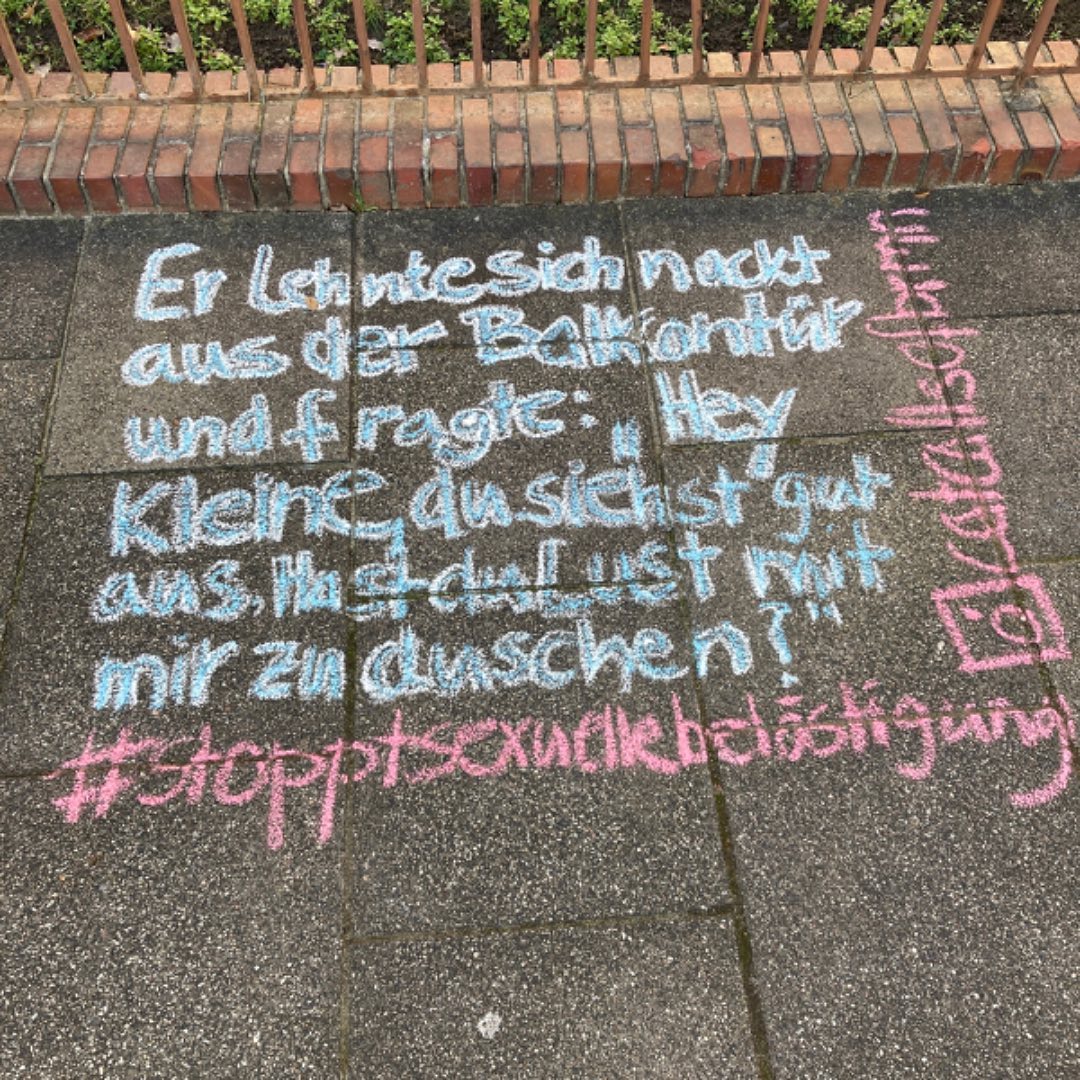 Er lehnte sich nackt
aus der Balkontür
und fragte: „Hey
Kleine, du siehst gut
aus. Hast du Lust mit
mir zu duschen?"
#stopptsexuellebelästigung
catcallsofbrmn